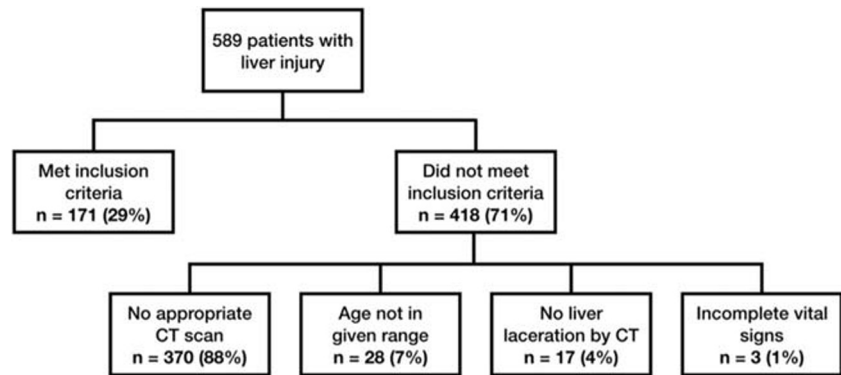 589 patients with
liver injury
Met inclusion
criteria
n = 171 (29%)
Did not meet
inclusion criteria
n = 418 (71%)
No appropriate
CT scan
n = 370 (88%)
Age not in
given range
n = 28 (7%)
No liver
laceration by CT
n = 17 (4%)
Incomplete vital
signs
n = 3 (1%)